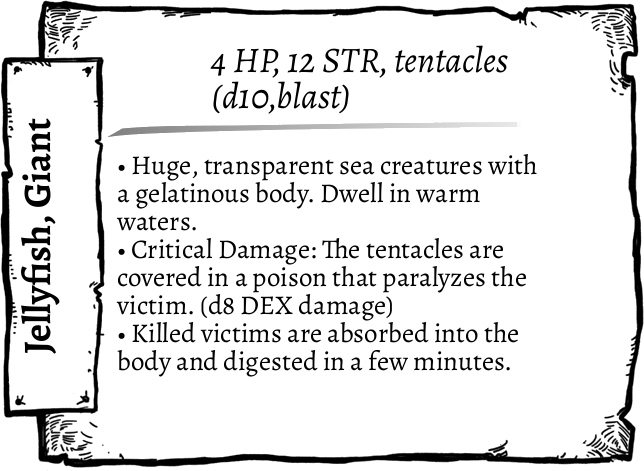 Jellyfish, Giant
4 HP, 12 STR, tentacles
(d10,blast)
• Huge, transparent sea creatures with
a gelatinous body. Dwell in warm
waters.
• Critical Damage: The tentacles are
covered in a poison that paralyzes the
victim. (d8 DEX damage)
• Killed victims are absorbed into the
body and digested in a few minutes.